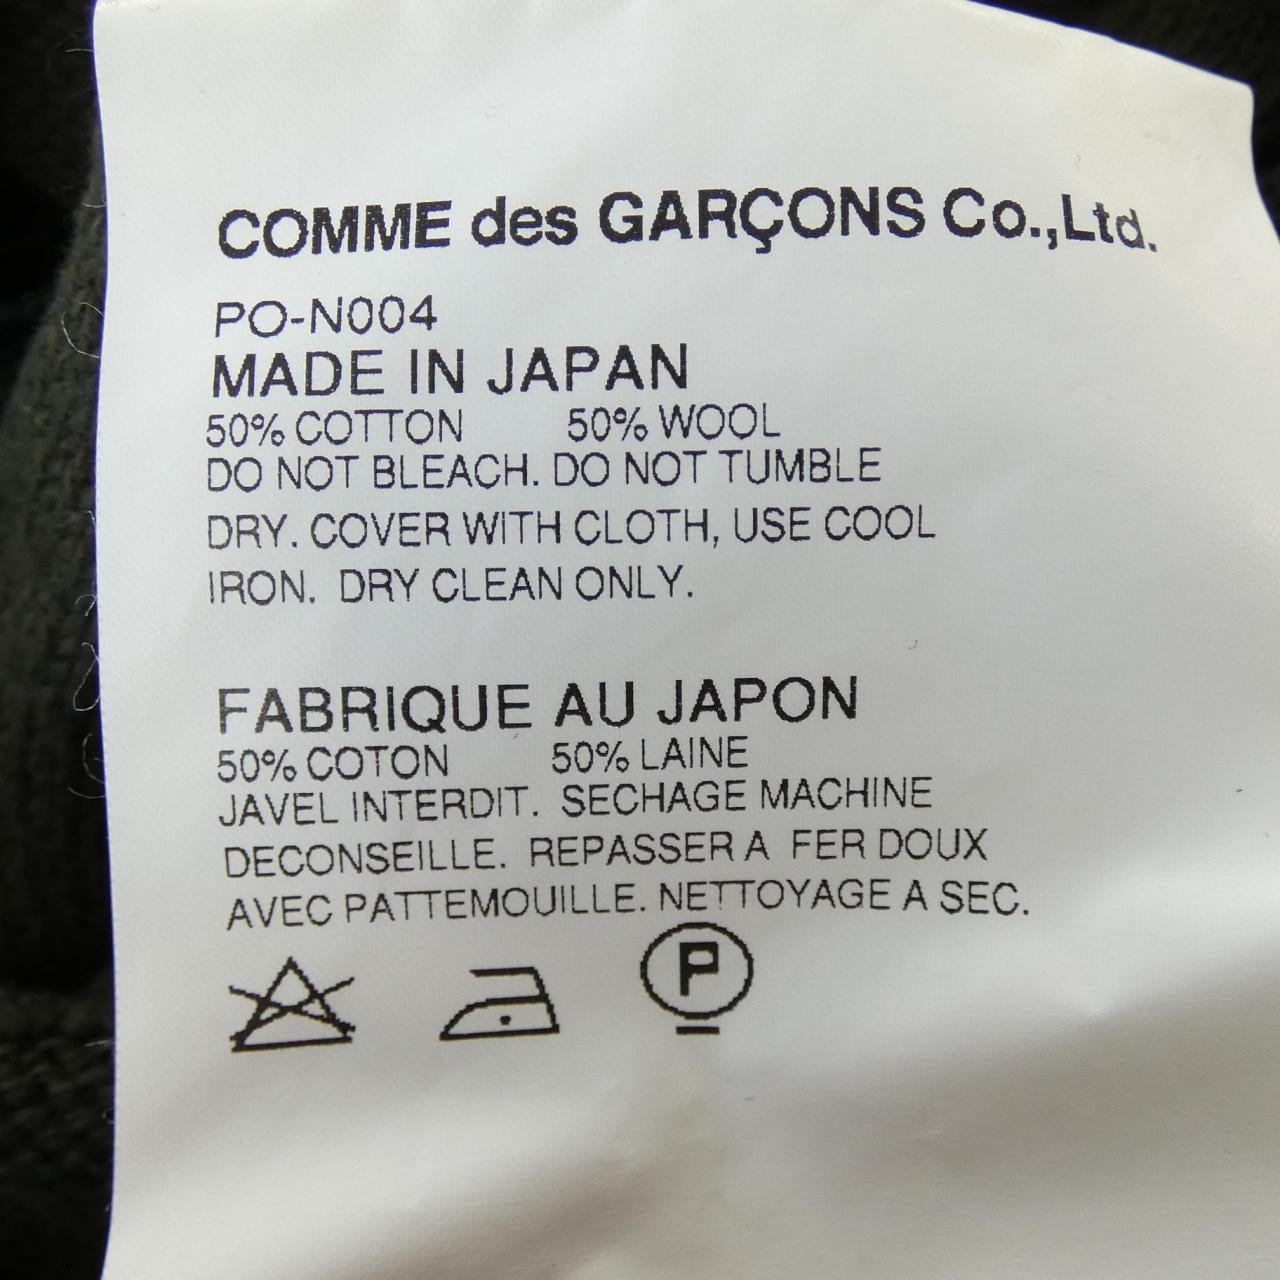 COMME des GARÇONS Co.,Ltd.
PO-N004
MADE IN JAPAN
50% COTTON 50% WOOL
DO NOT BLEACH. DO NOT TUMBLE
DRY. COVER WITH CLOTH, USE COOL
IRON. DRY CLEAN ONLY.
FABRIQUE AU JAPON
50% COTON 50% LAINE
JAVEL INTERDIT. SECHAGE MACHINE
DECONSEILLE. REPASSER A FER DOUX
AVEC PATTEMOUILLE. NETTOYAGE A SEC.
P